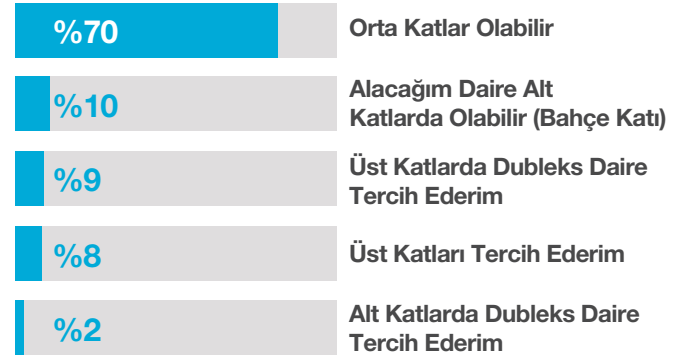 %70
Orta Katlar Olabilir
%10
Alacağım Daire Alt
Katlarda Olabilir (Bahçe Katı)
%9
Üst Katlarda Dubleks Daire
Tercih Ederim
%8
Üst Katları Tercih Ederim
%2
Alt Katlarda Dubleks Daire
Tercih Ederim